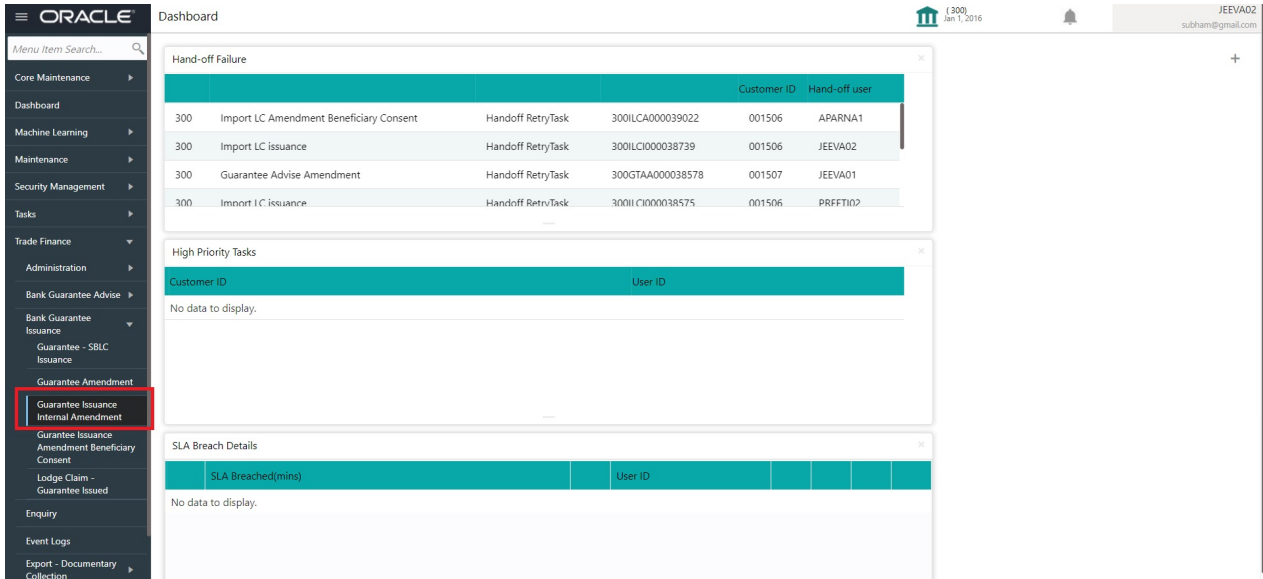 ORACLE
Dashboard
(300)
Jan 1, 2016
JEEVA02
subham@gmail.com
Menu Item Search...
Core Maintenance
Dashboard
Machine Learning
Maintenance
Security Management
Tasks
Trade Finance
Administration
Bank Guarantee Advise
Bank Guarantee
Issuance
Guarantee - SBLC
Issuance
Guarantee Amendment
Guarantee Issuance
Internal Amendment
Gurantee Issuance
Amendment Beneficiary
Consent
Lodge Claim -
Guarantee Issued
Enquiry
Event Logs
Export - Documentary
Collection
Hand-off Failure
Customer ID Hand-off user
300 Import LC Amendment Beneficiary Consent Handoff RetryTask 300ILCA000039022 001506 APARNA1
300 Import LC issuance Handoff RetryTask 300ILCI000038739 001506 JEEVA02
300 Guarantee Advise Amendment Handoff RetryTask 300GTAA000038578 001507 JEEVA01
300 Import LC issuance Handoff RetryTask 300ILCI000038575 001506 PREETI02
High Priority Tasks
Customer ID User ID
No data to display.
SLA Breach Details
SLA Breached(mins) User ID
No data to display.